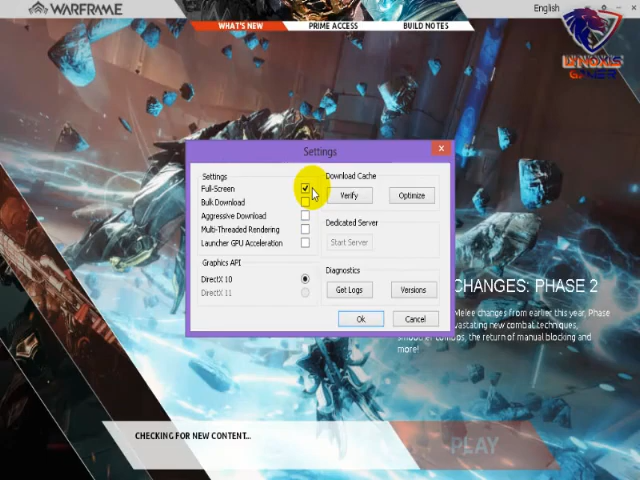 WARFRAME
English
WHAT'S NEW
PRIME ACCESS
BUILD NOTES
GAMER
Settings
Settings
Full-Screen
Bulk Download
Aggressive Download
Multi-Threaded Rendering
Launcher GPU Acceleration
Graphics API
DirectX 10
DirectX 11
Download Cache
Verify
Optimize
Dedicated Server
Start Server
Diagnostics
Get Logs
Versions
Ok
Cancel
CHANGES: PHASE 2
Melee changes from earlier this year, Phase
vastating new combat techniques,
smoother combos, the return of manual blocking and
more!
CHECKING FOR NEW CONTENT...
PLAY